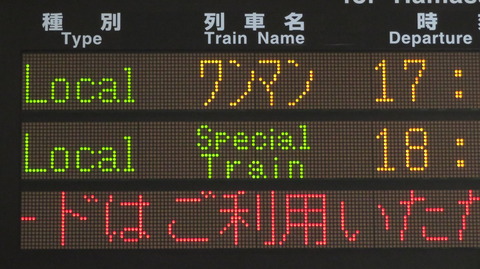 種別 列車名 時
Type Train Name Departure
Local ワンマン 17:
Local Special Train 18:
ードはご利用いただ